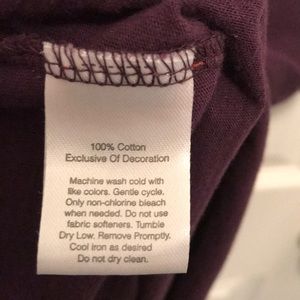 100% Cotton
Exclusive Of Decoration
Machine wash cold with
like colors. Gentle cycle.
Only non-chlorine bleach
when needed. Do not use
fabric softeners. Tumble
Dry Low. Remove Promptly.
Cool iron as desired
Do not dry clean.